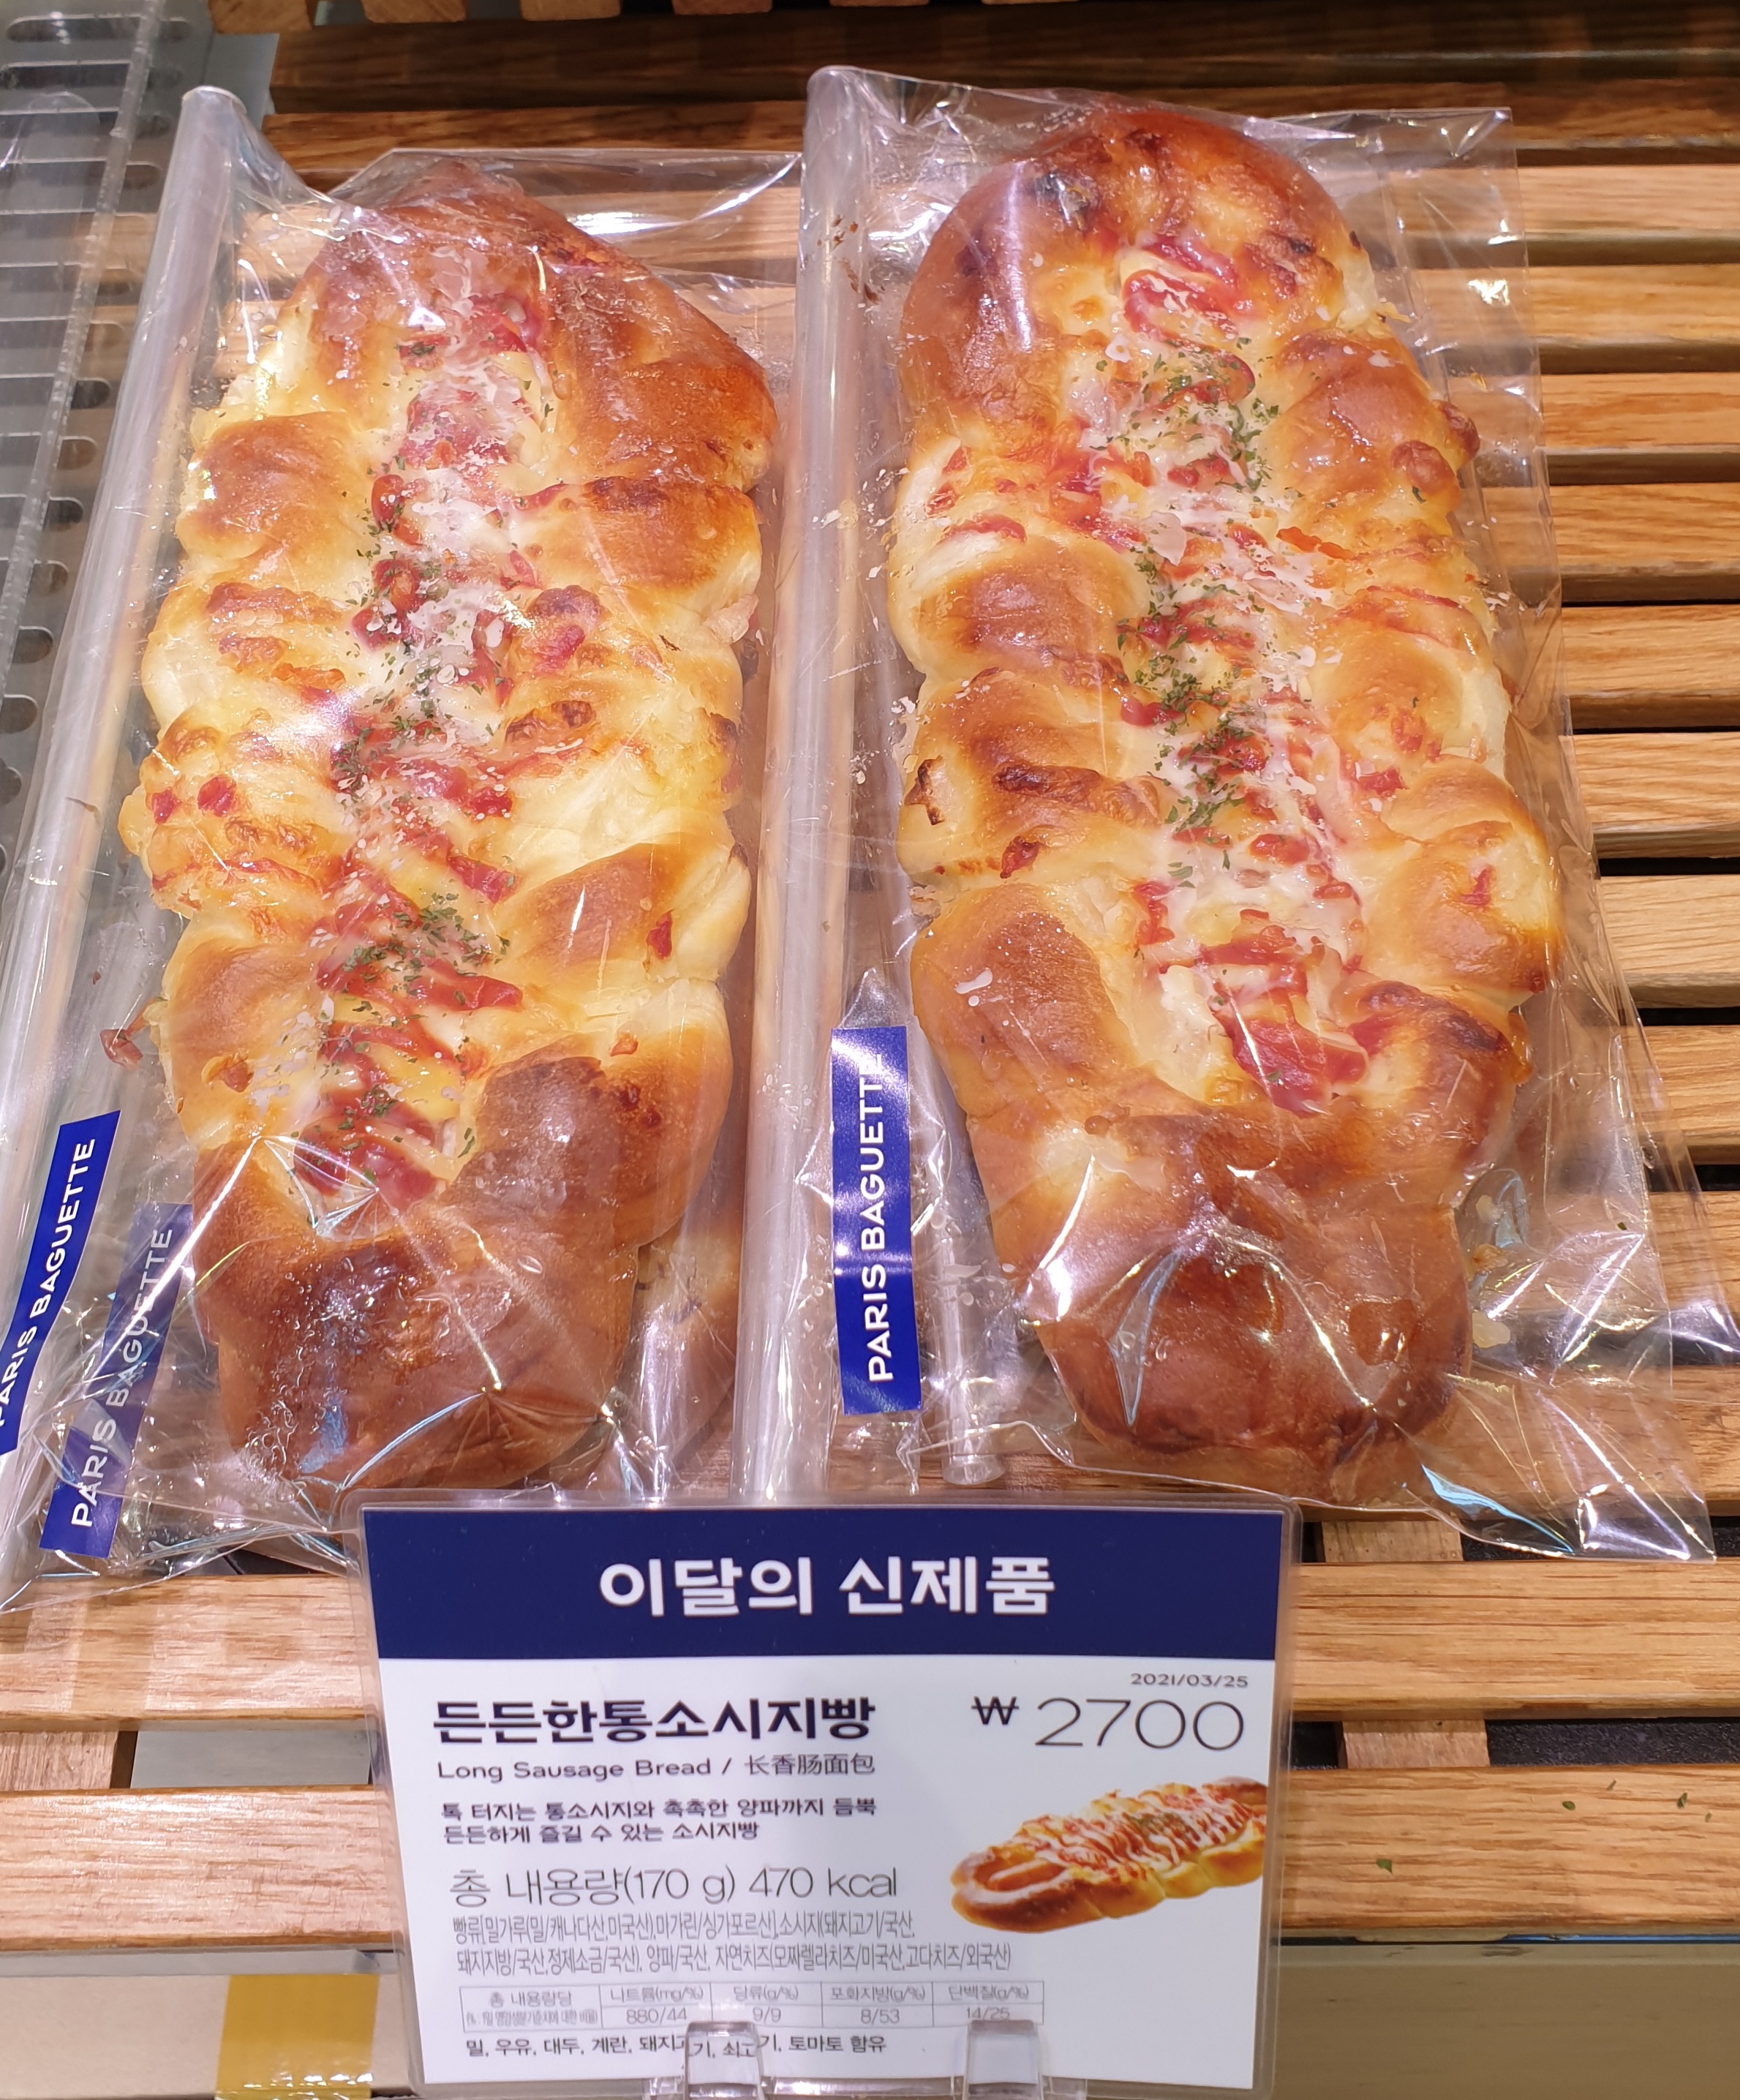 PARIS BAGUETTE
PARIS BAGUETTE
PARIS BAGUETTE
이달의 신제품
2021/03/25
든든한통소시지빵
₩ 2700
Long Sausage Bread / 长香肠面包
톡 터지는 통소시지와 촉촉한 양파까지 듬뿍
든든하게 즐길 수 있는 소시지빵
총 내용량(170 g) 470 kcal
빵류[밀가루(밀/캐나다산,미국산),마가린/싱가포르산],소시지(돼지고기/국산,
돼지지방/국산,정제소금/국산), 양파/국산, 자연치즈(모짜렐라치즈/미국산,고다치즈/외국산)
총 내용량당 나트륨(mg/%) 당류(g/%) 포화지방(g/%) 단백질(g/%)
880/44 9/9 8/53 14/25
밀, 우유, 대두, 계란, 돼지고기, 쇠고기, 토마토 함유